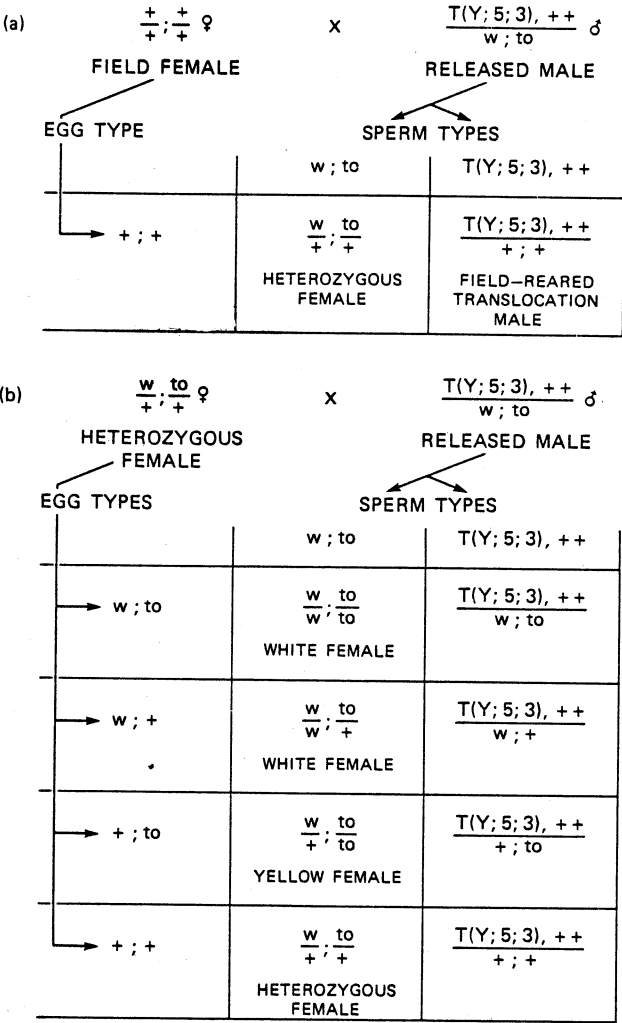 (a) + / + ; + / + ♀ x T(Y; 5; 3), + + / w ; to ♂
FIELD FEMALE RELEASED MALE
EGG TYPE SPERM TYPES
w ; to T(Y; 5; 3), + +
+ ; + w / + ; to / + T(Y; 5; 3), + + / + ; +
HETEROZYGOUS FIELD–REARED
FEMALE TRANSLOCATION
MALE
(b) w / + ; to / + ♀ x T(Y; 5; 3), + + / w ; to ♂
HETEROZYGOUS RELEASED MALE
FEMALE
EGG TYPES SPERM TYPES
w ; to T(Y; 5; 3), + +
w ; to w / w ; to / to T(Y; 5; 3), + + / w ; to
WHITE FEMALE
w ; + w / w ; to / + T(Y; 5; 3), + + / w ; +
WHITE FEMALE
+ ; to w / + ; to / to T(Y; 5; 3), + + / + ; to
YELLOW FEMALE
+ ; + w / + ; to / + T(Y; 5; 3), + + / + ; +
HETEROZYGOUS
FEMALE